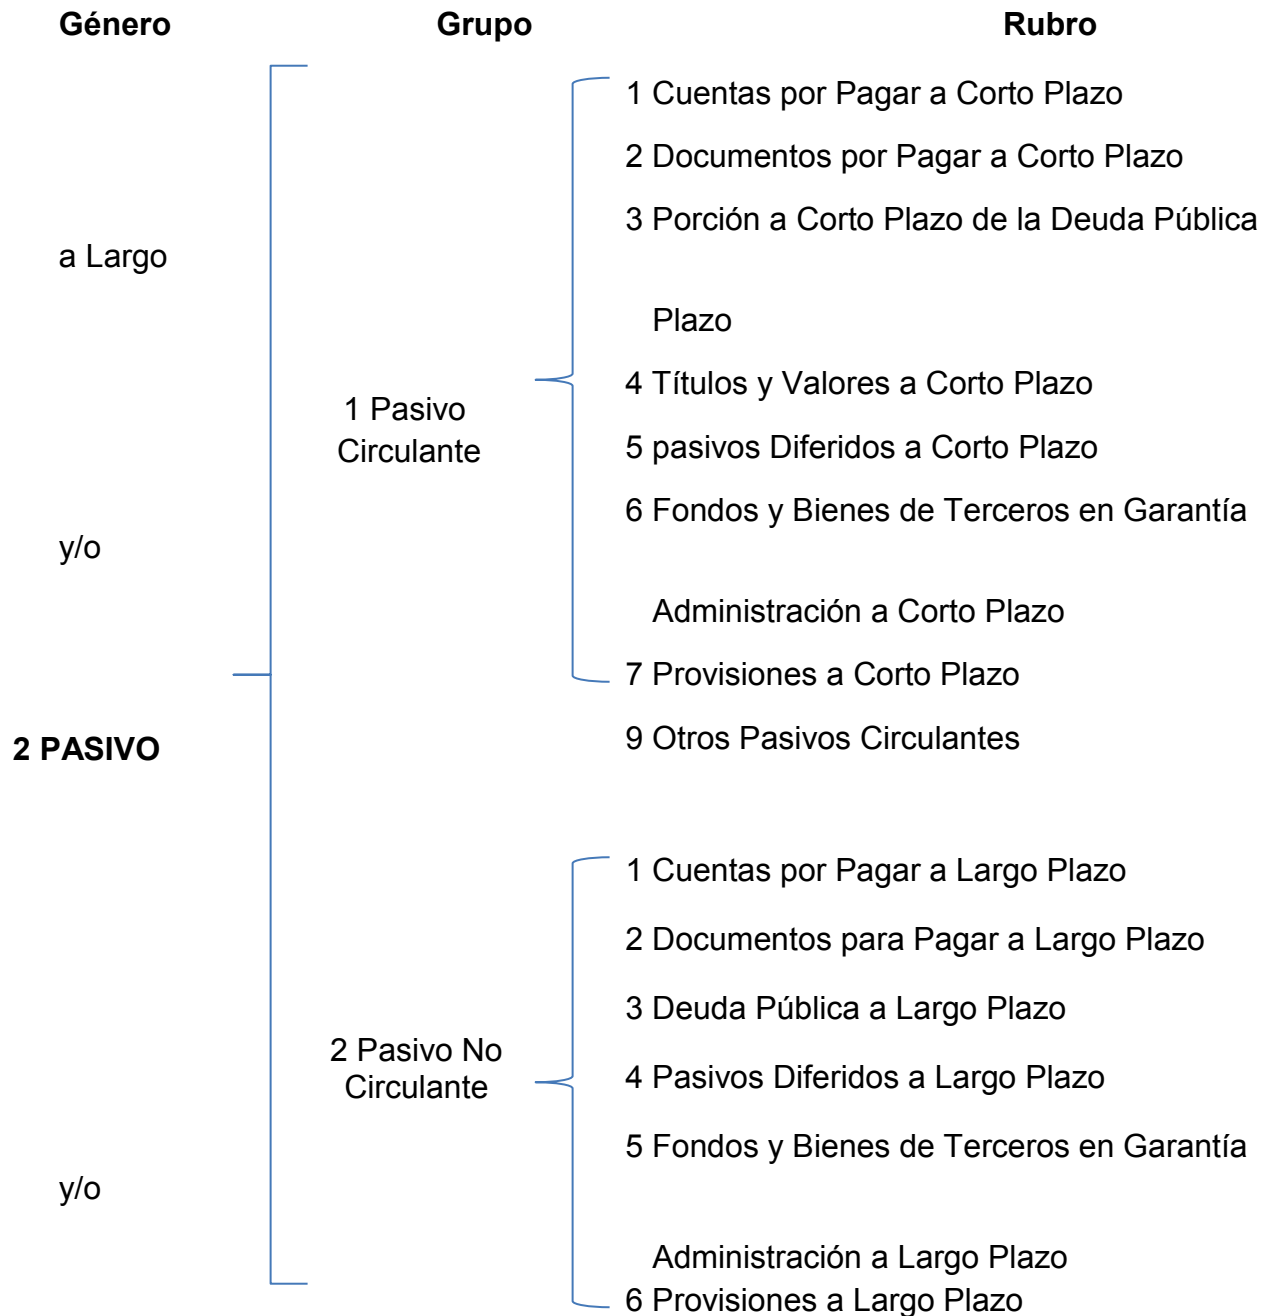 Género Grupo Rubro
1 Cuentas por Pagar a Corto Plazo
2 Documentos por Pagar a Corto Plazo
3 Porción a Corto Plazo de la Deuda Pública
a Largo
Plazo
4 Títulos y Valores a Corto Plazo
1 Pasivo
Circulante
5 pasivos Diferidos a Corto Plazo
6 Fondos y Bienes de Terceros en Garantía
y/o
Administración a Corto Plazo
7 Provisiones a Corto Plazo
9 Otros Pasivos Circulantes
2 PASIVO
1 Cuentas por Pagar a Largo Plazo
2 Documentos para Pagar a Largo Plazo
3 Deuda Pública a Largo Plazo
2 Pasivo No
Circulante
4 Pasivos Diferidos a Largo Plazo
5 Fondos y Bienes de Terceros en Garantía
y/o
Administración a Largo Plazo
6 Provisiones a Largo Plazo